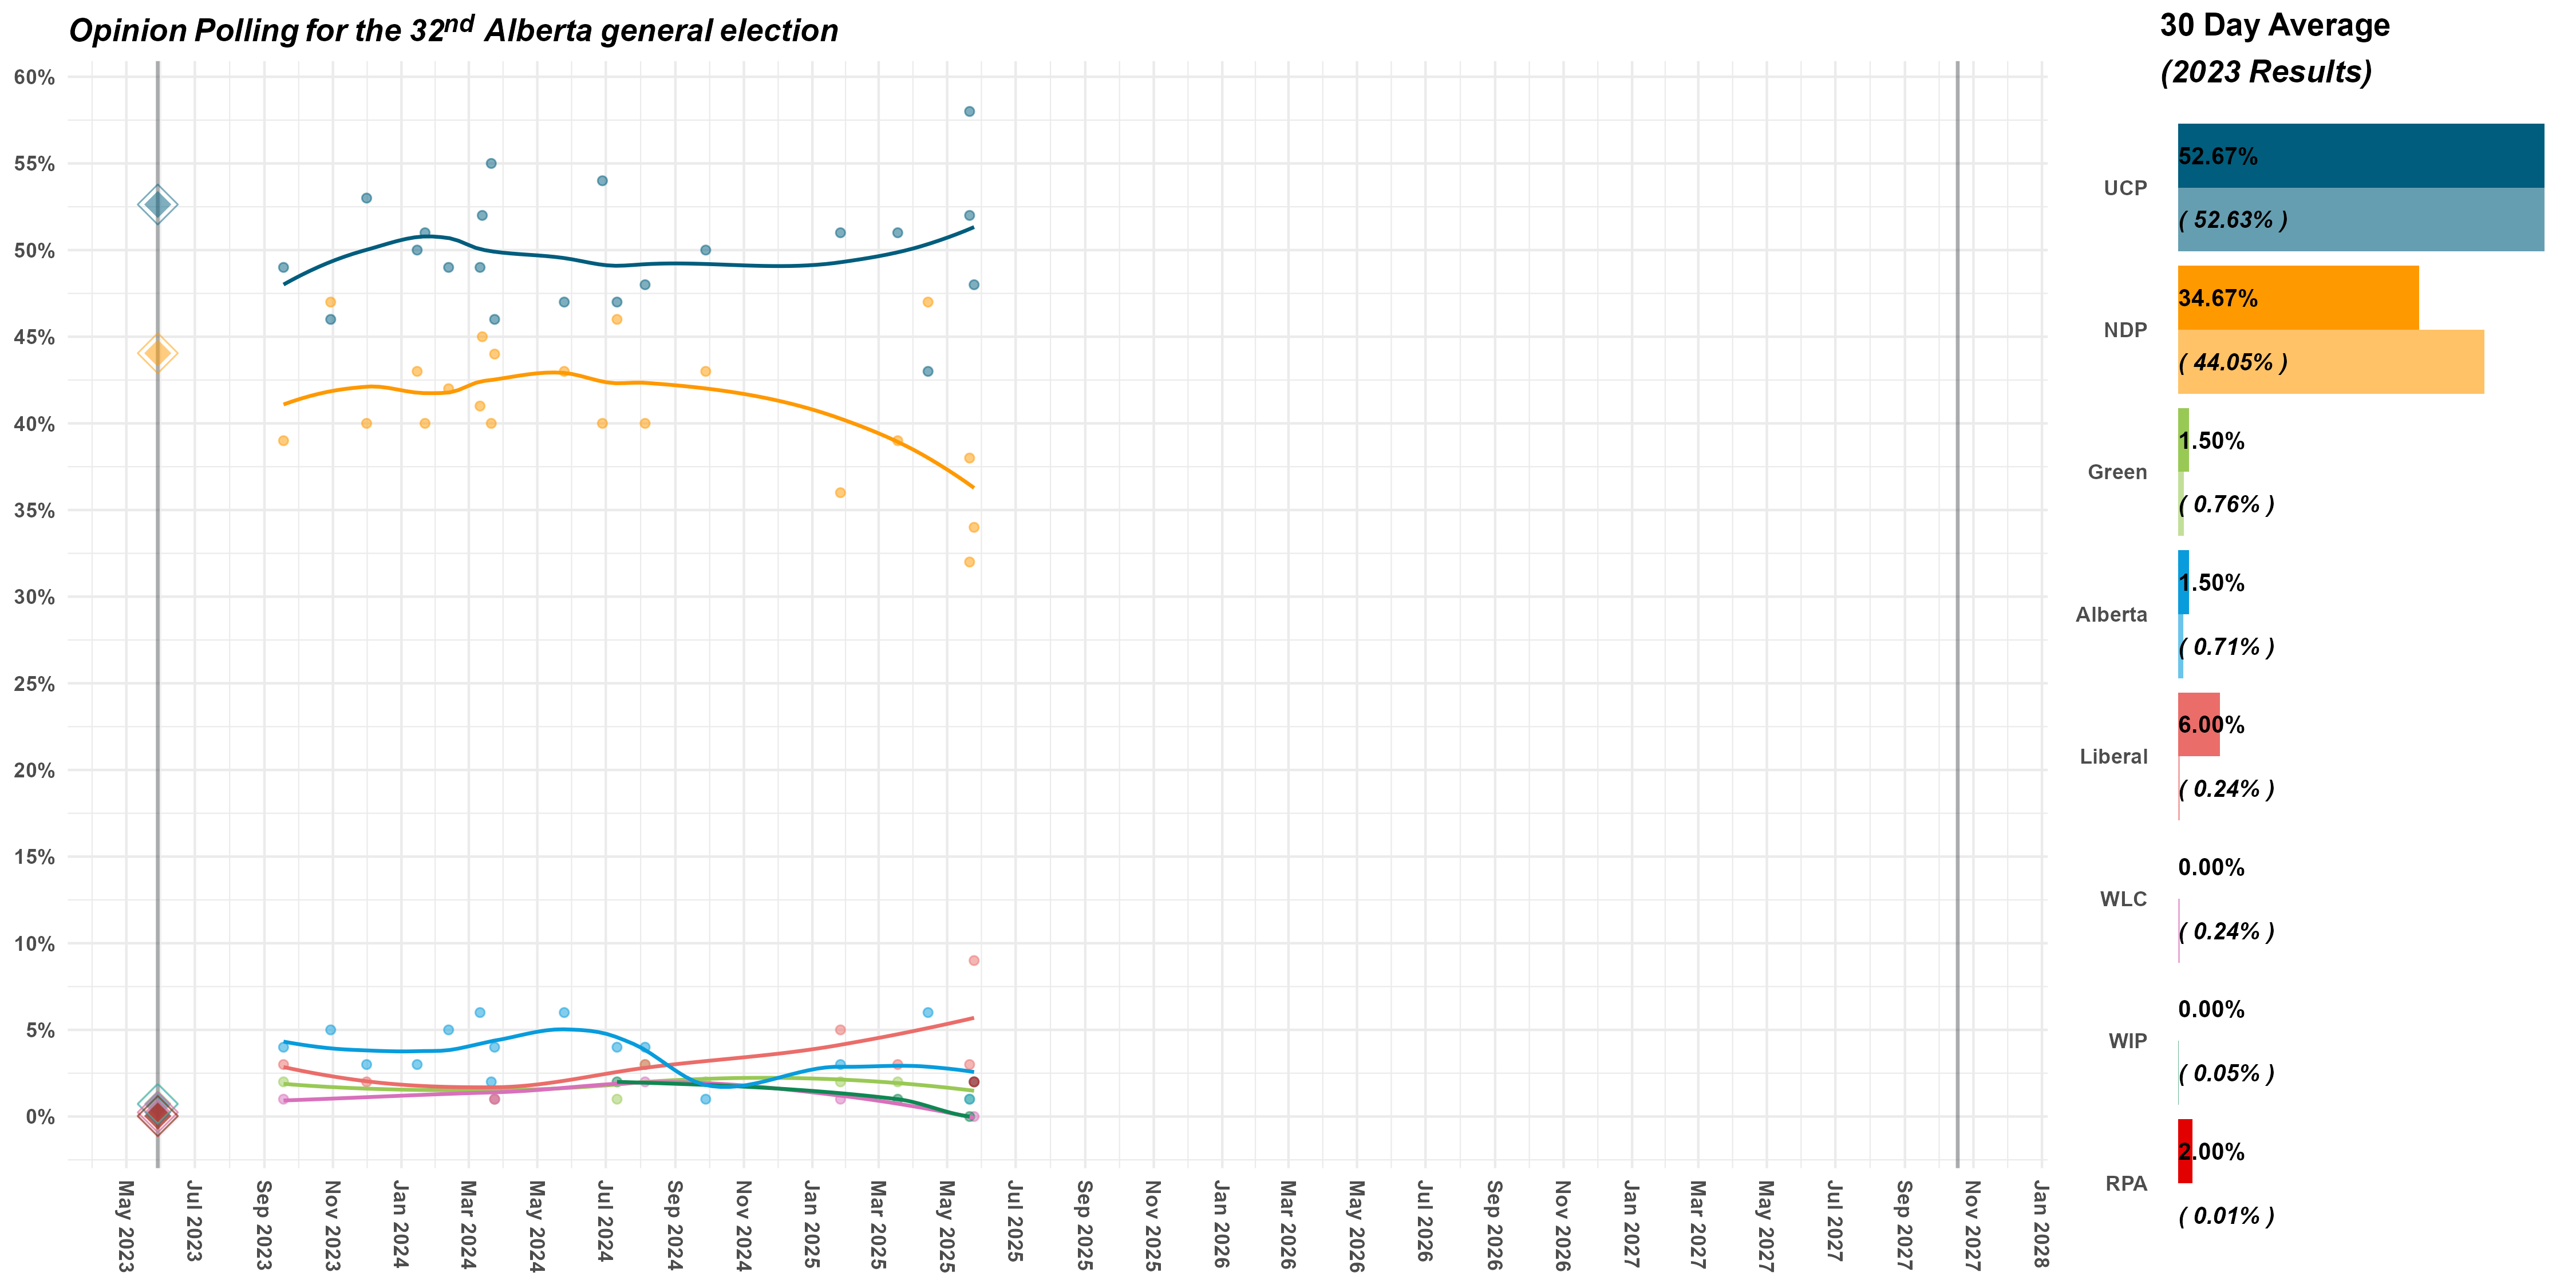 Opinion Polling for the 32nd Alberta general election
60%
55%
50%
45%
40%
35%
30%
25%
20%
15%
10%
5%
0%
May 2023
Jul 2023
Sep 2023
Nov 2023
Jan 2024
Mar 2024
May 2024
Jul 2024
Sep 2024
Nov 2024
Jan 2025
Mar 2025
May 2025
Jul 2025
Sep 2025
Nov 2025
Jan 2026
Mar 2026
May 2026
Jul 2026
Sep 2026
Nov 2026
Jan 2027
Mar 2027
May 2027
Jul 2027
Sep 2027
Nov 2027
Jan 2028
30 Day Average
(2023 Results)
UCP
52.67%
( 52.63% )
NDP
34.67%
( 44.05% )
Green
1.50%
( 0.76% )
Alberta
1.50%
( 0.71% )
Liberal
6.00%
( 0.24% )
WLC
0.00%
( 0.24% )
WIP
0.00%
( 0.05% )
RPA
2.00%
( 0.01% )